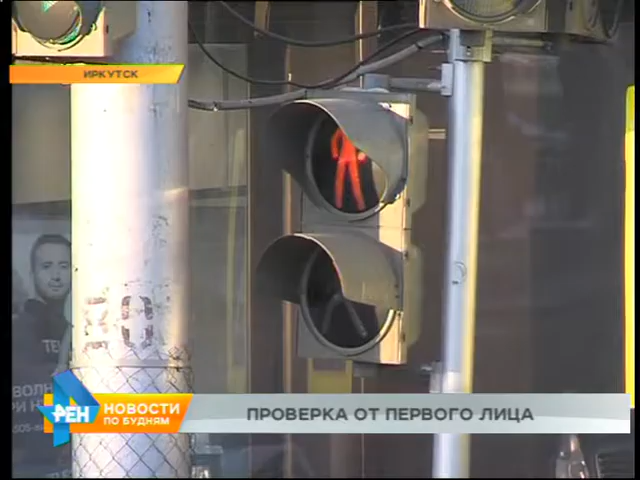 ИРКУТСК
РЕН
НОВОСТИ
ПО БУДНЯМ
ПРОВЕРКА ОТ ПЕРВОГО ЛИЦА